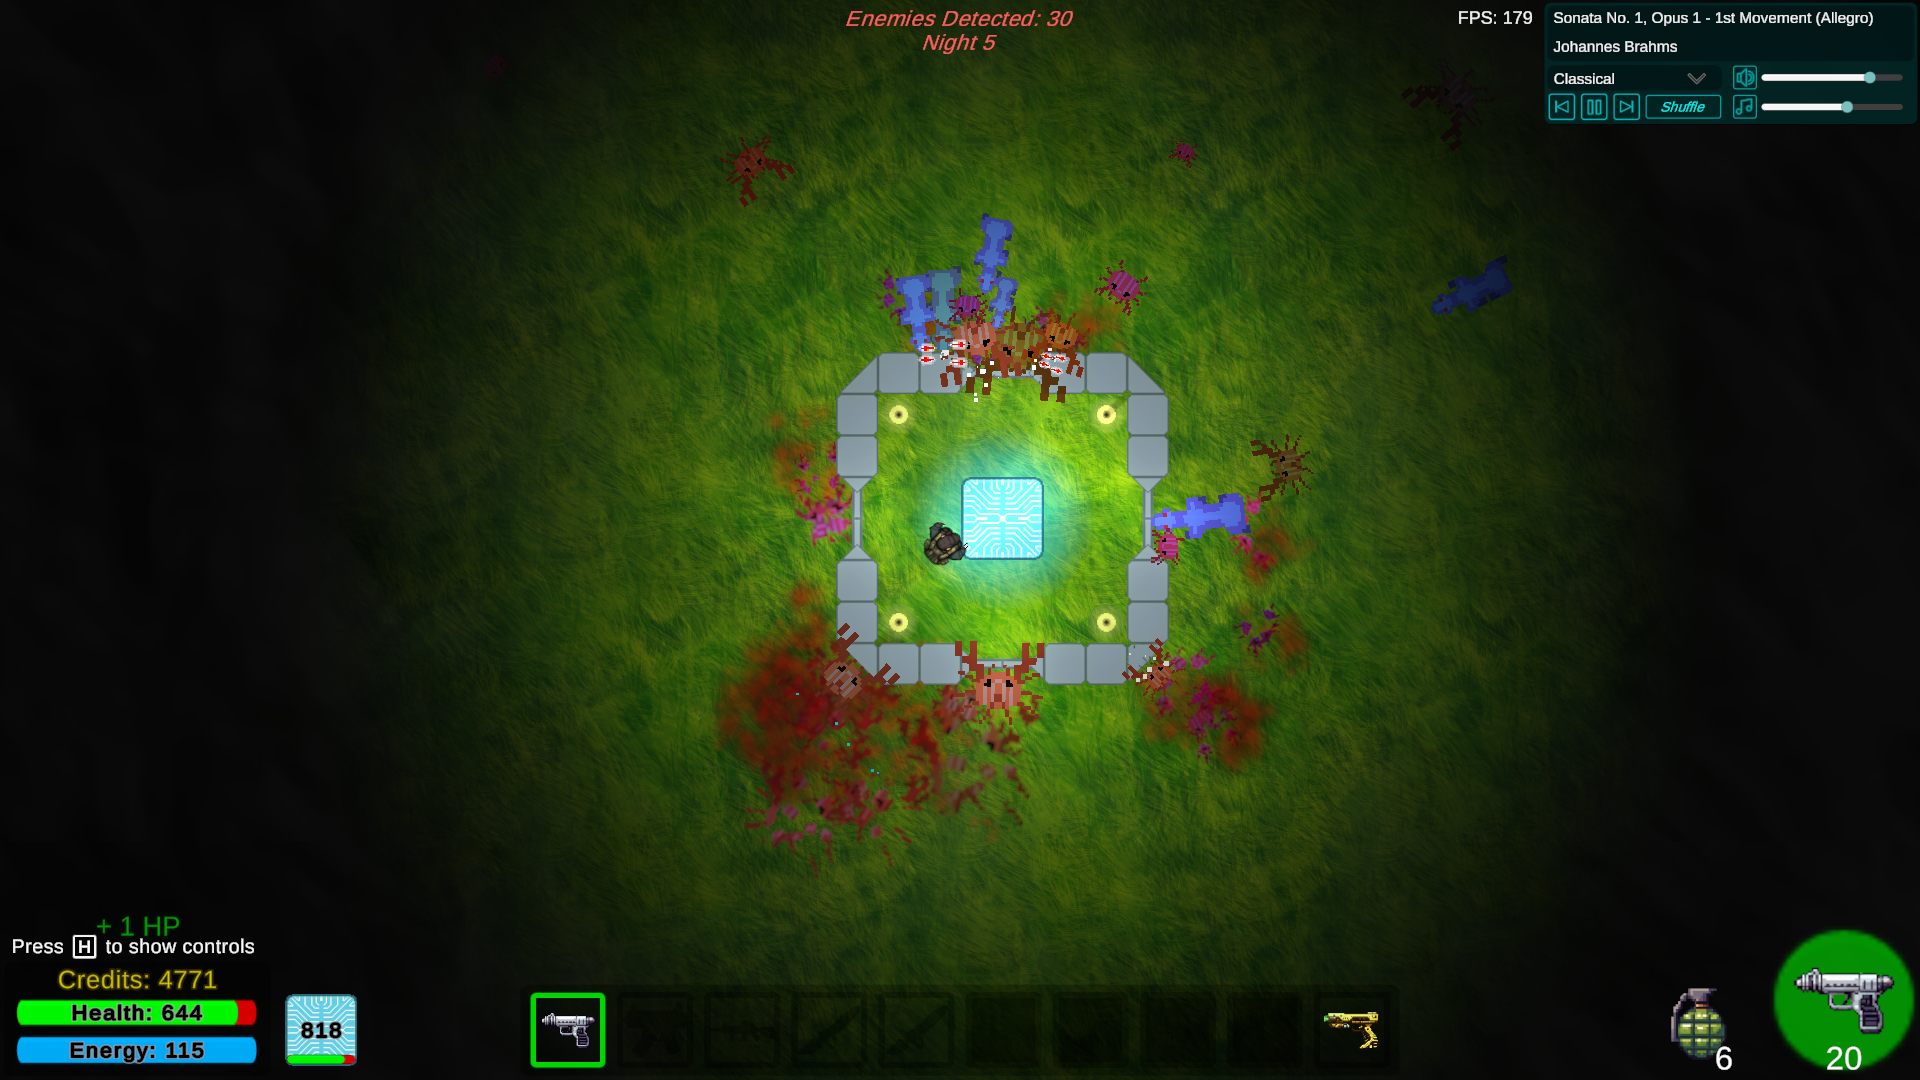 Enemies Detected: 30
Night 5
FPS: 179
Sonata No. 1, Opus 1 - 1st Movement (Allegro)
Johannes Brahms
Classical
Shuffle
+ 1 HP
Press H to show controls
Credits: 4771
Health: 644
Energy: 115
818
6
20